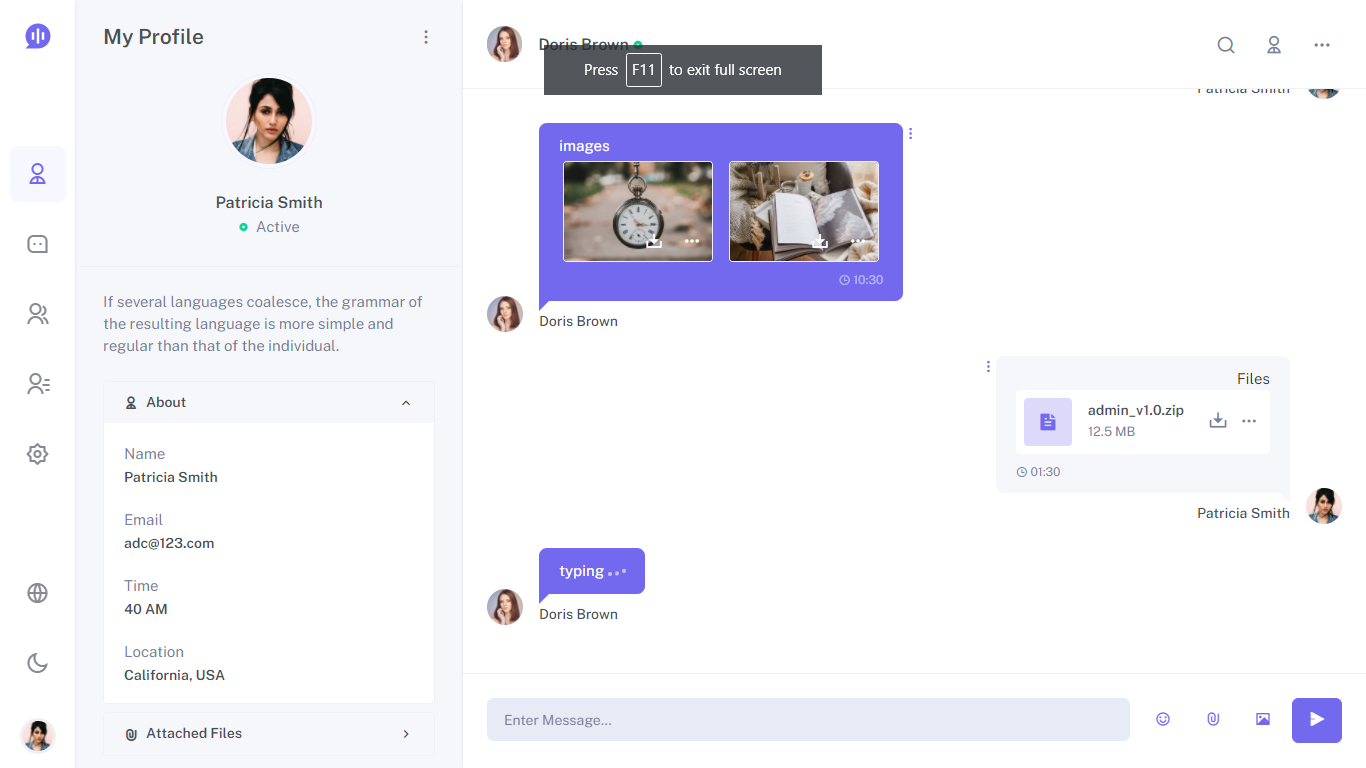 My Profile
Patricia Smith
Active
If several languages coalesce, the grammar of
the resulting language is more simple and
regular than that of the individual.
About
Name
Patricia Smith
Email
adc@123.com
Time
40 AM
Location
California, USA
Attached Files
Doris Brown
Press F11 to exit full screen
Patricia Smith
images
10:30
Doris Brown
Files
admin_v1.0.zip
12.5 MB
01:30
Patricia Smith
typing
Doris Brown
Enter Message...